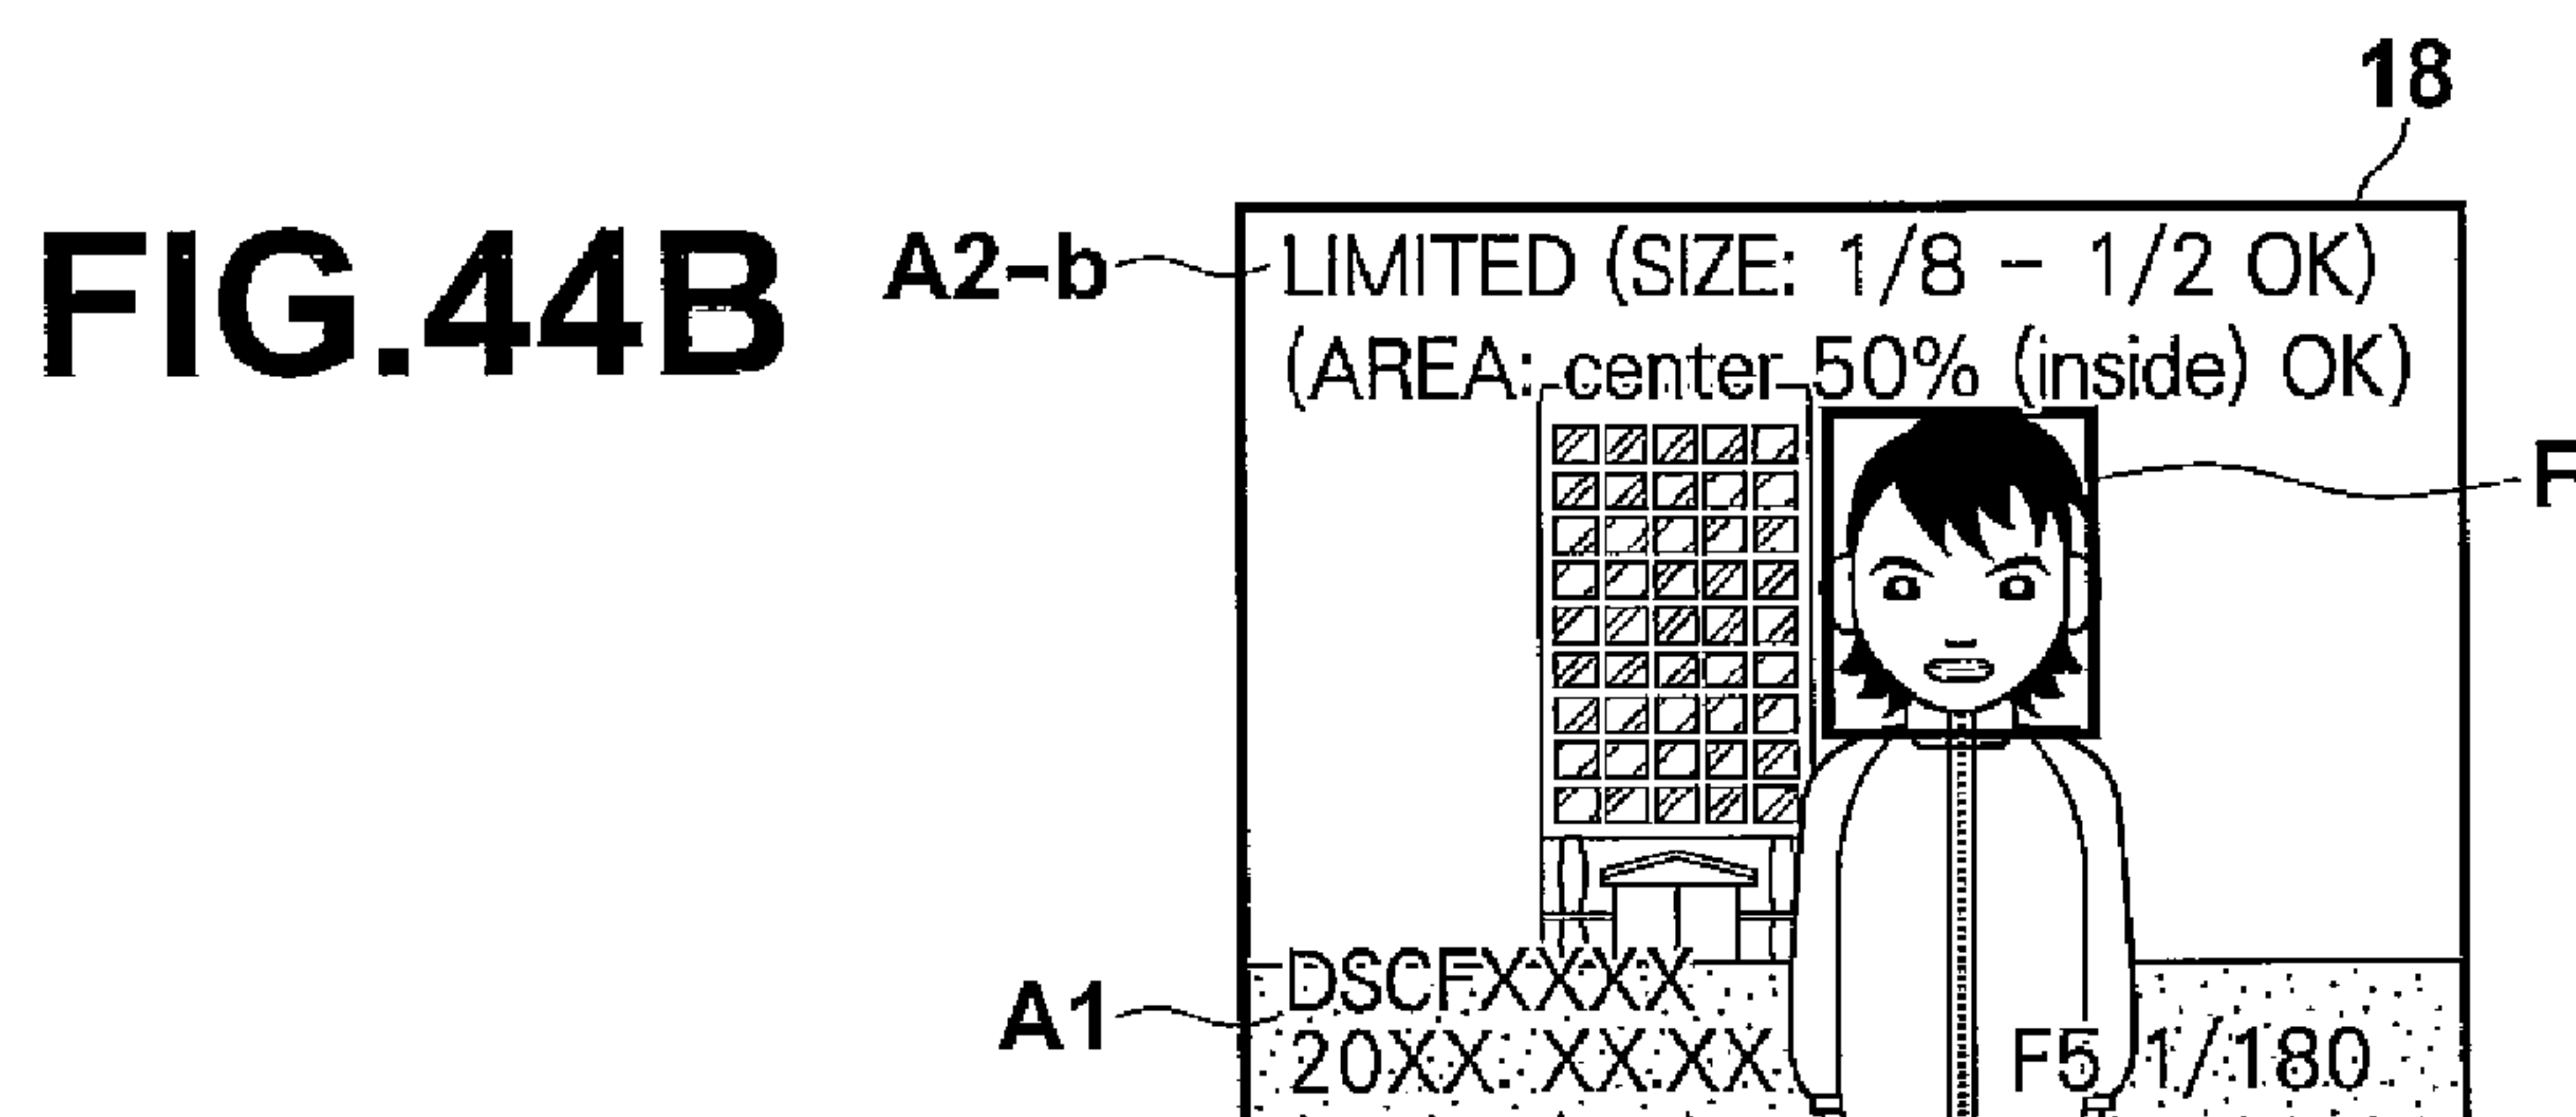 18
FIG.44B
A2-b
LIMITED (SIZE: 1/8 - 1/2 OK)
(AREA: center 50% (inside) OK)
A1
DSCFXXXX
20XX. XX.XX
F5 1/180